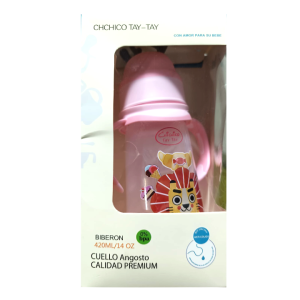 CHCHICO TAY-TAY
BIBERON
420ML/14 OZ
CUELLO Angosto
CALIDAD PREMIUM